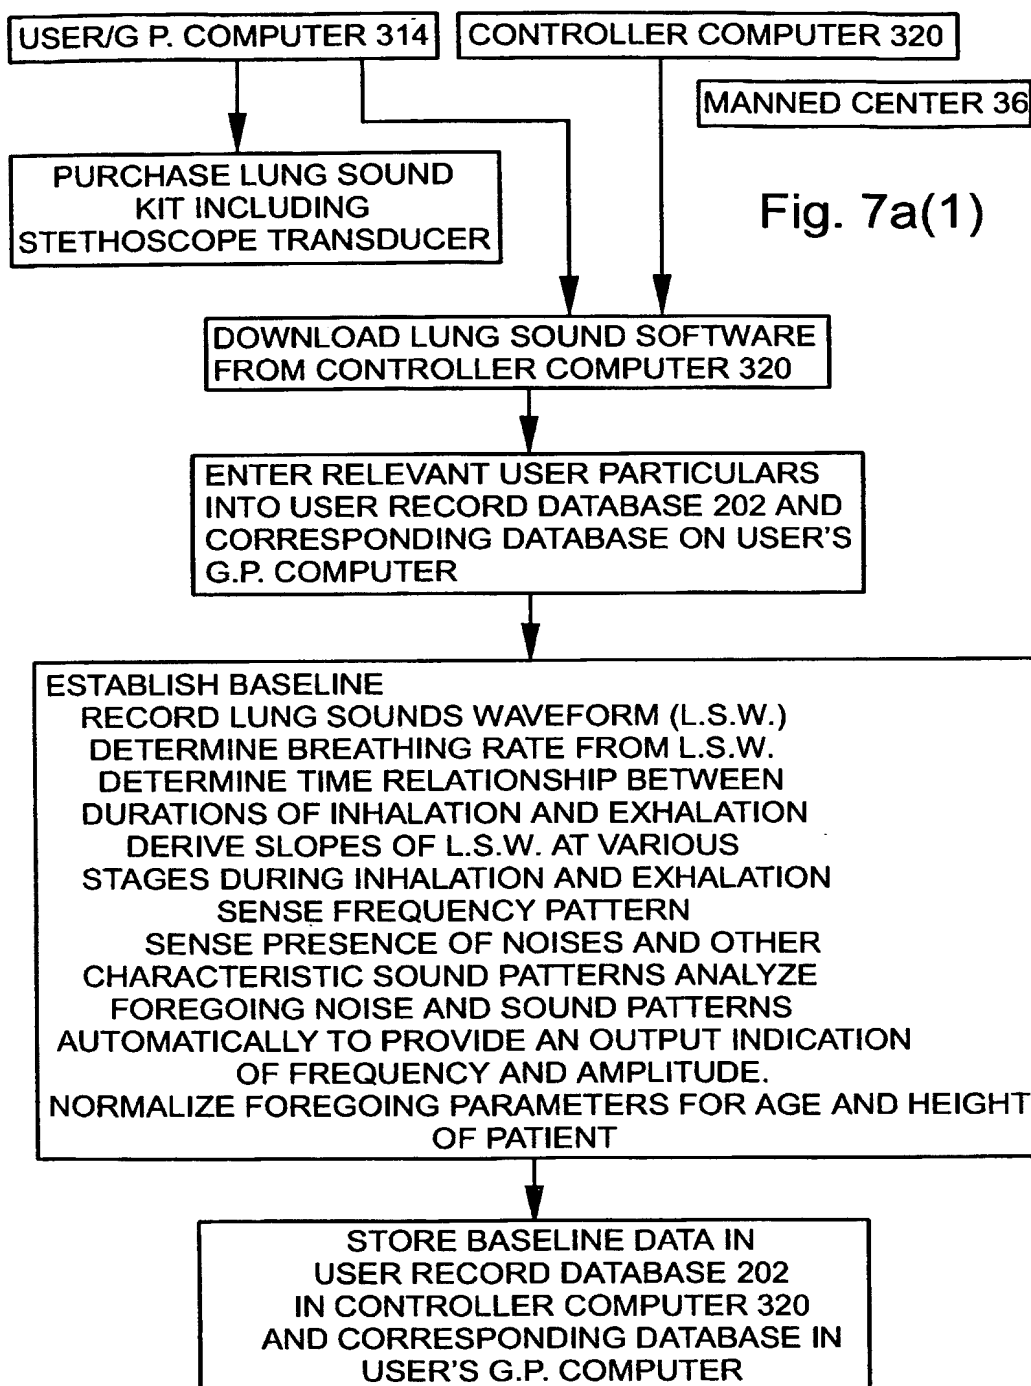 USER/G P. COMPUTER 314
CONTROLLER COMPUTER 320
MANNED CENTER 36
PURCHASE LUNG SOUND
KIT INCLUDING
STETHOSCOPE TRANSDUCER
Fig. 7a(1)
DOWNLOAD LUNG SOUND SOFTWARE
FROM CONTROLLER COMPUTER 320
ENTER RELEVANT USER PARTICULARS
INTO USER RECORD DATABASE 202 AND
CORRESPONDING DATABASE ON USER'S
G.P. COMPUTER
ESTABLISH BASELINE
RECORD LUNG SOUNDS WAVEFORM (L.S.W.)
DETERMINE BREATHING RATE FROM L.S.W.
DETERMINE TIME RELATIONSHIP BETWEEN
DURATIONS OF INHALATION AND EXHALATION
DERIVE SLOPES OF L.S.W. AT VARIOUS
STAGES DURING INHALATION AND EXHALATION
SENSE FREQUENCY PATTERN
SENSE PRESENCE OF NOISES AND OTHER
CHARACTERISTIC SOUND PATTERNS ANALYZE
FOREGOING NOISE AND SOUND PATTERNS
AUTOMATICALLY TO PROVIDE AN OUTPUT INDICATION
OF FREQUENCY AND AMPLITUDE.
NORMALIZE FOREGOING PARAMETERS FOR AGE AND HEIGHT
OF PATIENT
STORE BASELINE DATA IN
USER RECORD DATABASE 202
IN CONTROLLER COMPUTER 320
AND CORRESPONDING DATABASE IN
USER'S G.P. COMPUTER